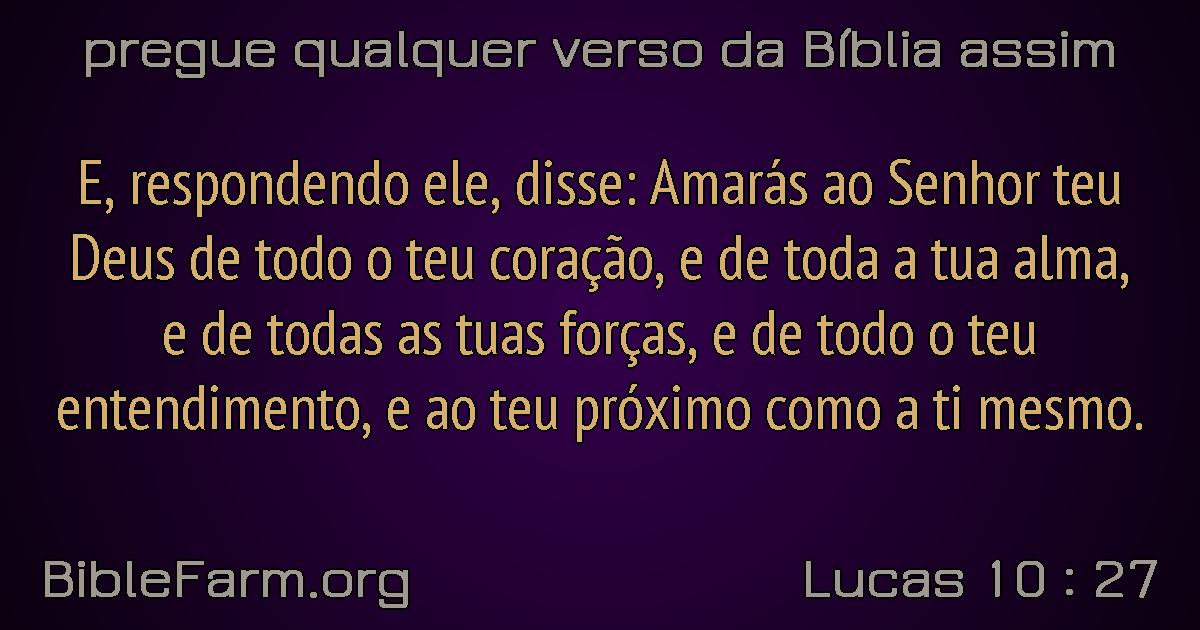 pregue qualquer verso da Bíblia assim
E, respondendo ele, disse: Amarás ao Senhor teu
Deus de todo o teu coração, e de toda a tua alma,
e de todas as tuas forças, e de todo o teu
entendimento, e ao teu próximo como a ti mesmo.
BibleFarm.org
Lucas 10 : 27